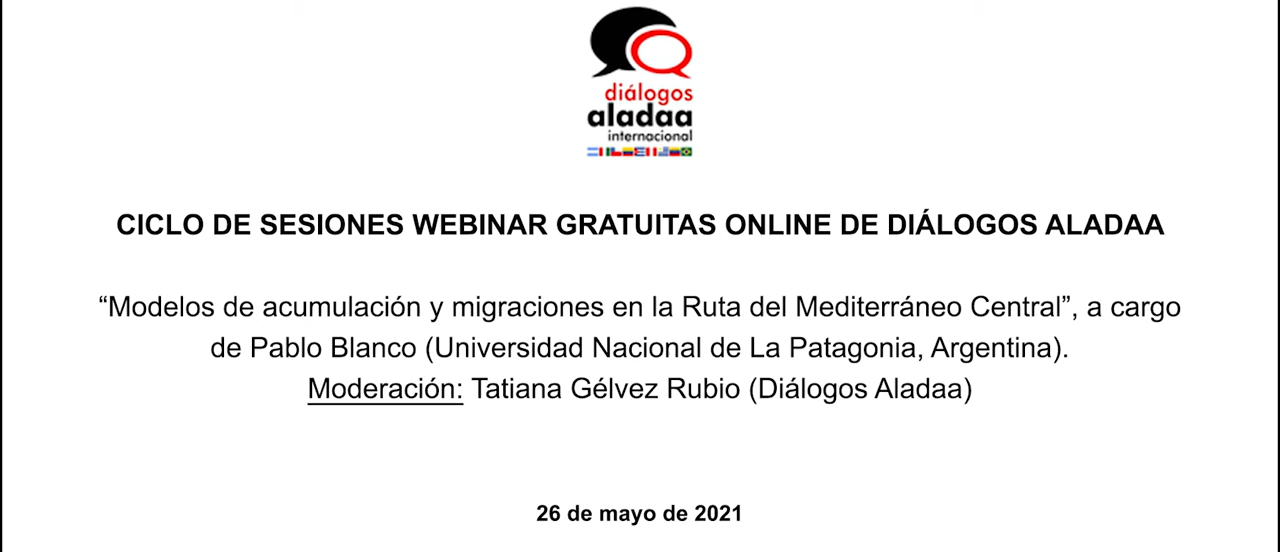 diálogos
aladaa
internacional
CICLO DE SESIONES WEBINAR GRATUITAS ONLINE DE DIÁLOGOS ALADAA
“Modelos de acumulación y migraciones en la Ruta del Mediterráneo Central”, a cargo
de Pablo Blanco (Universidad Nacional de La Patagonia, Argentina).
Moderación: Tatiana Gélvez Rubio (Diálogos Aladaa)
26 de mayo de 2021